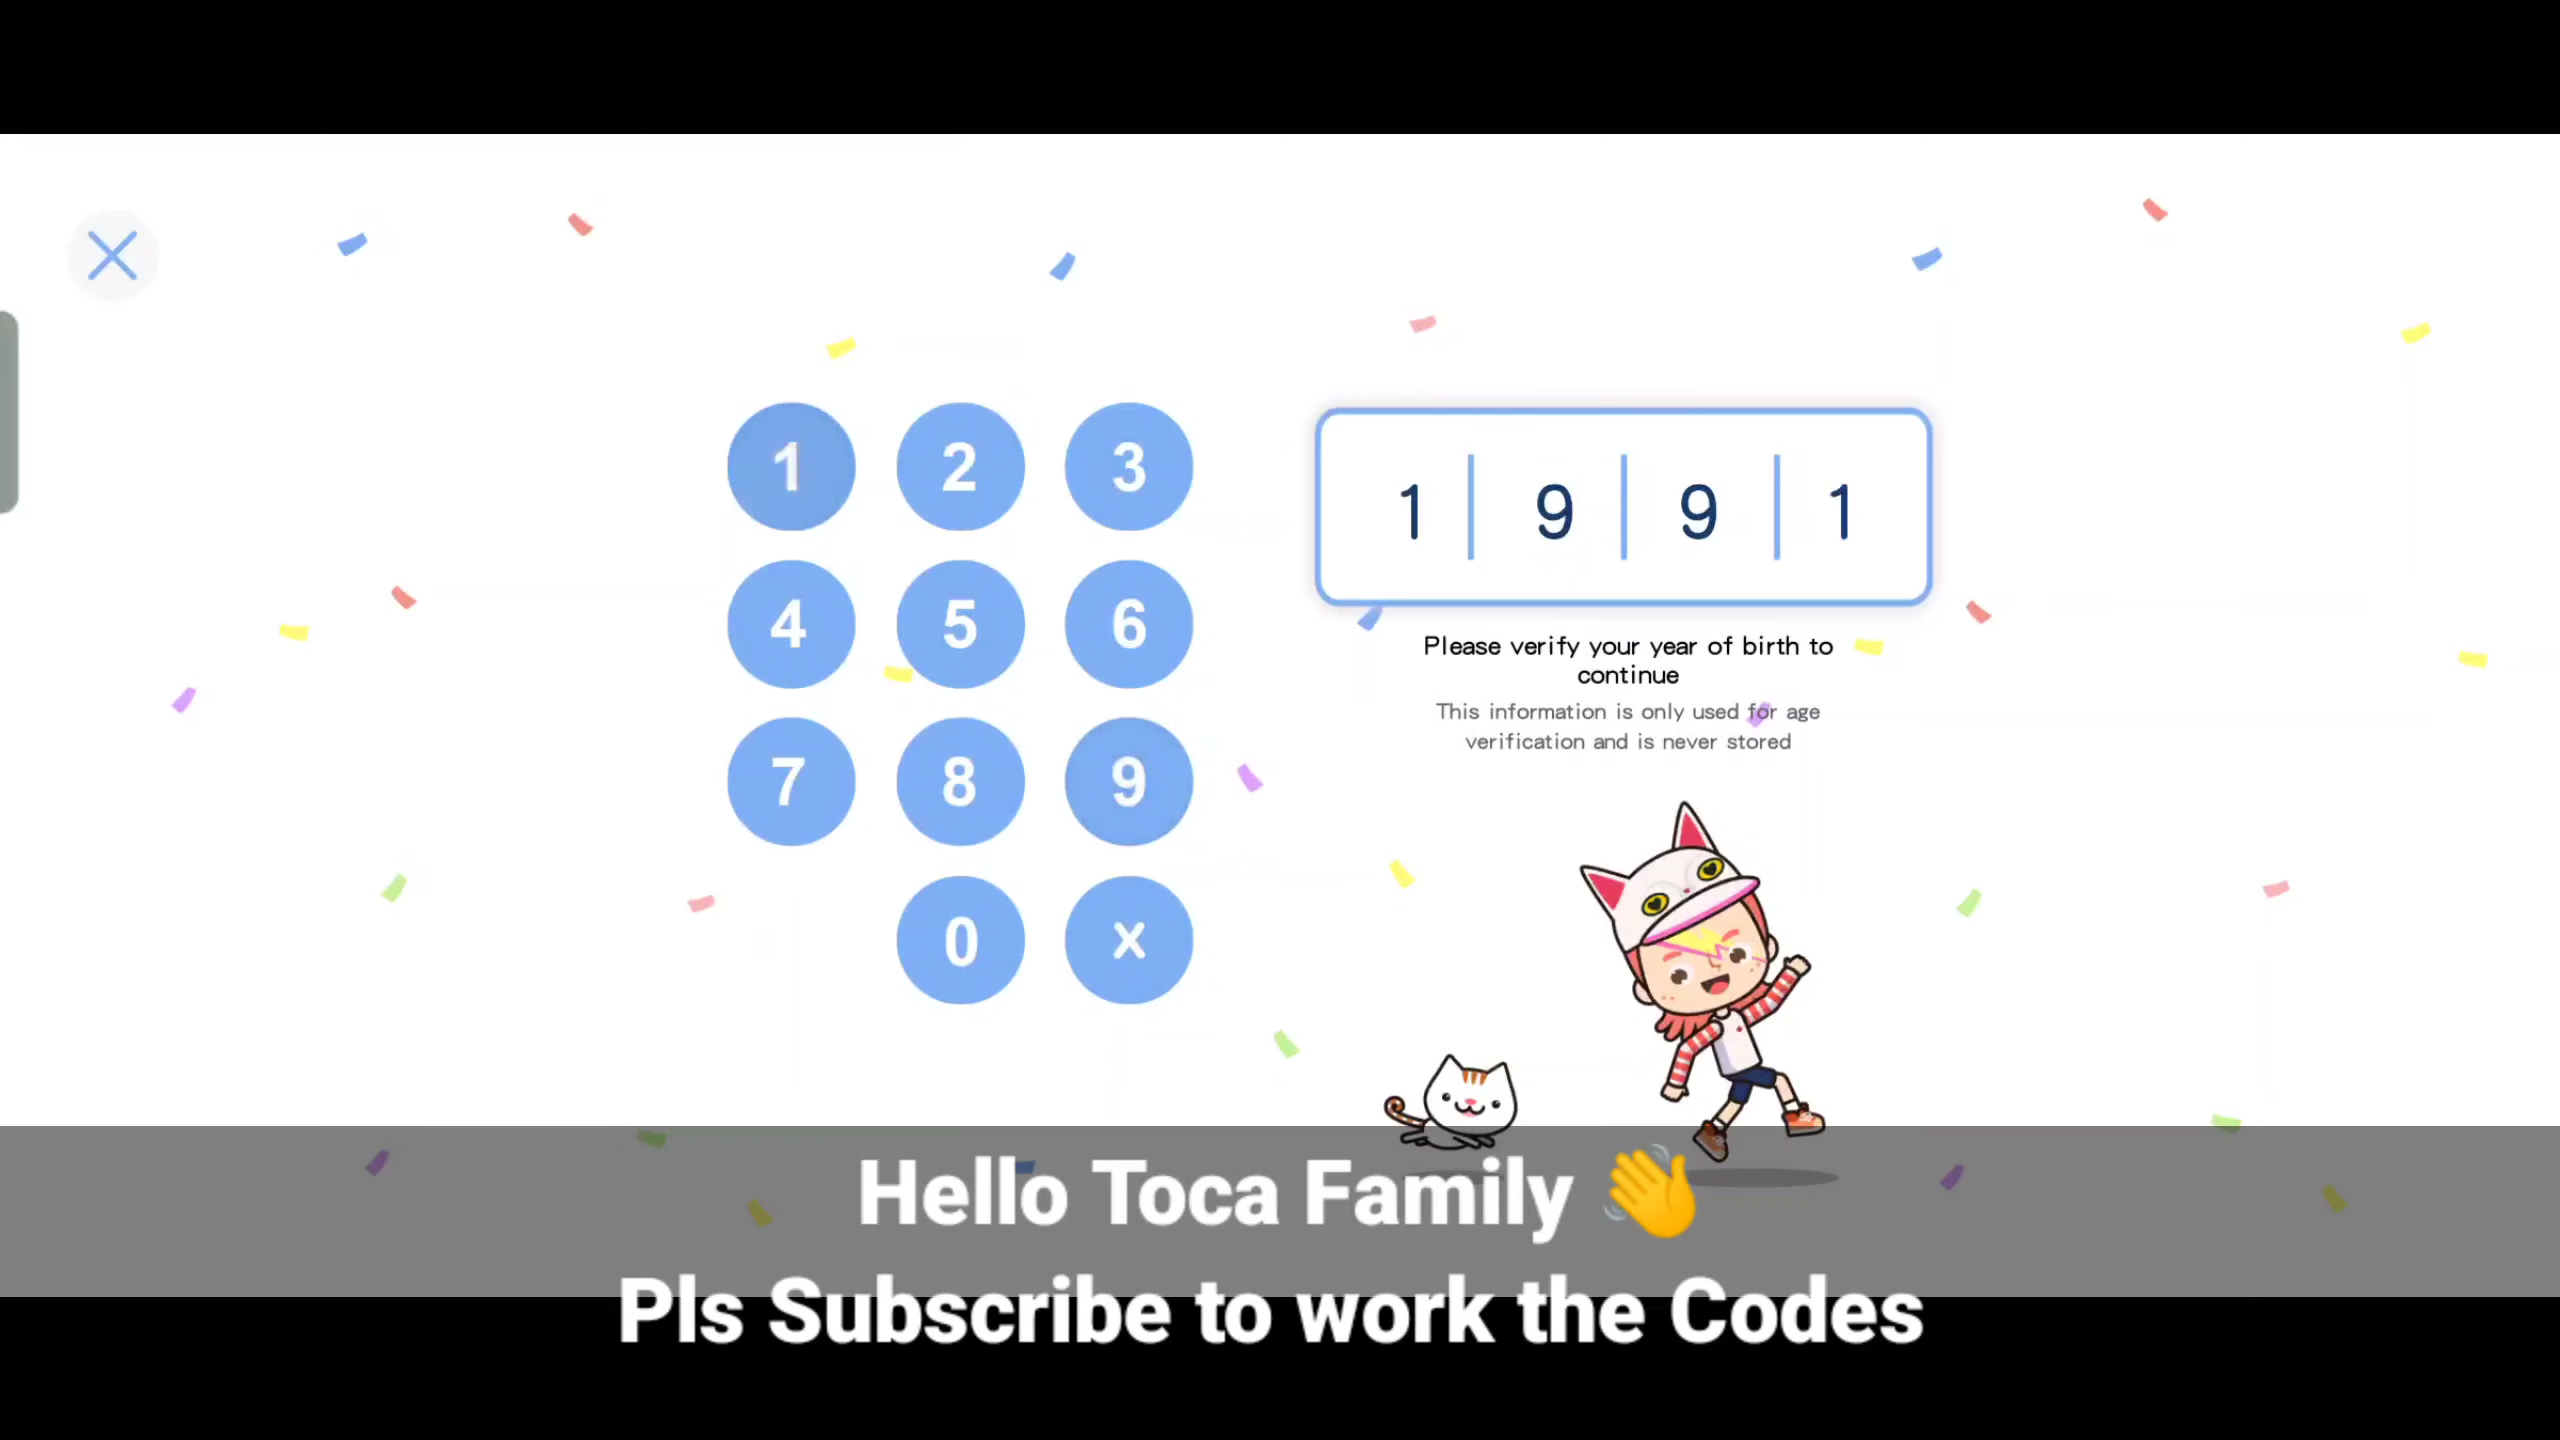 1 2 3
4 5 6
7 8 9
0 x
1 9 9 1
Please verify your year of birth to
continue
This information is only used for age
verification and is never stored
Hello Toca Family 👋
Pls Subscribe to work the Codes